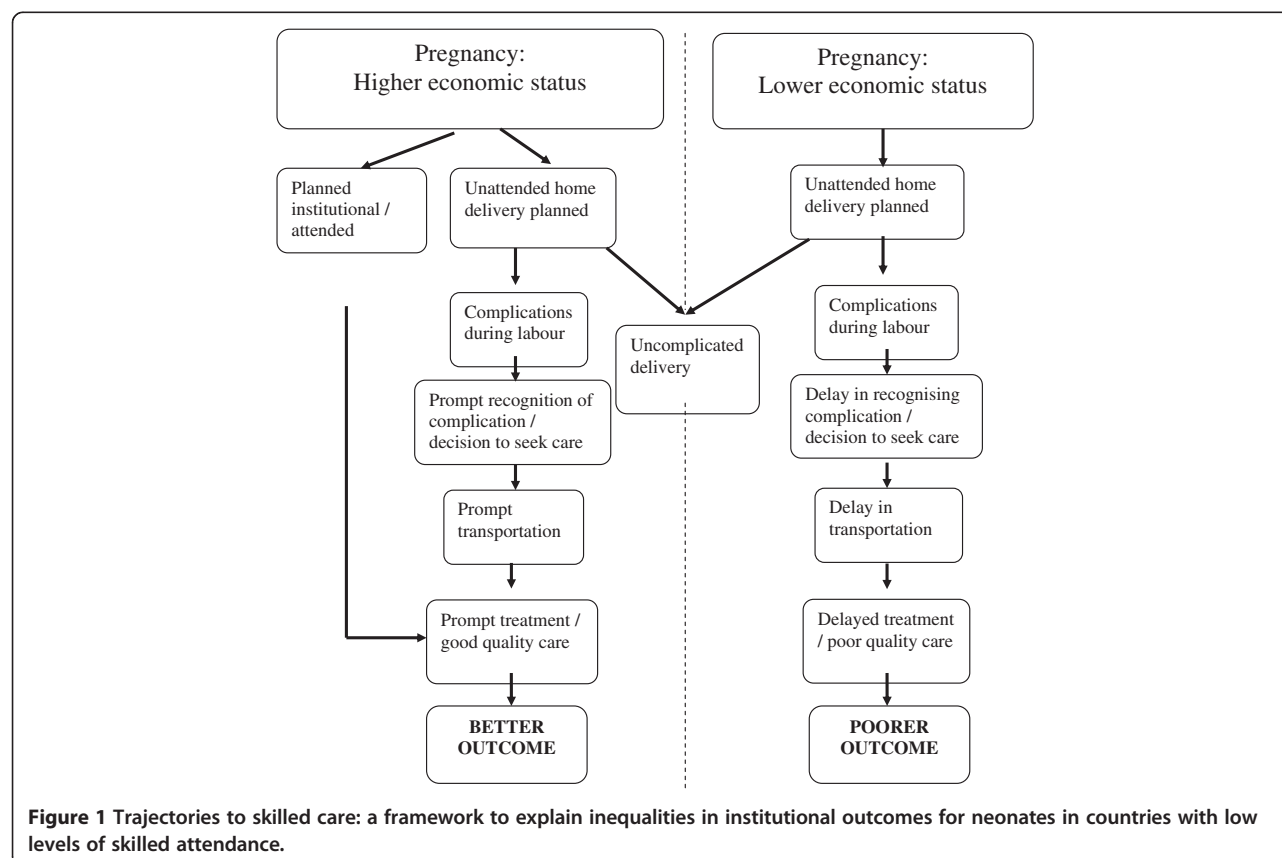 Pregnancy:
Higher economic status
Pregnancy:
Lower economic status
Planned
institutional /
attended
Unattended home
delivery planned
Unattended home
delivery planned
Complications
during labour
Uncomplicated
delivery
Complications
during labour
Prompt recognition of
complication /
decision to seek care
Delay in recognising
complication /
decision to seek care
Prompt
transportation
Delay in
transportation
Prompt treatment /
good quality care
Delayed treatment
/ poor quality care
BETTER
OUTCOME
POORER
OUTCOME
Figure 1 Trajectories to skilled care: a framework to explain inequalities in institutional outcomes for neonates in countries with low
levels of skilled attendance.